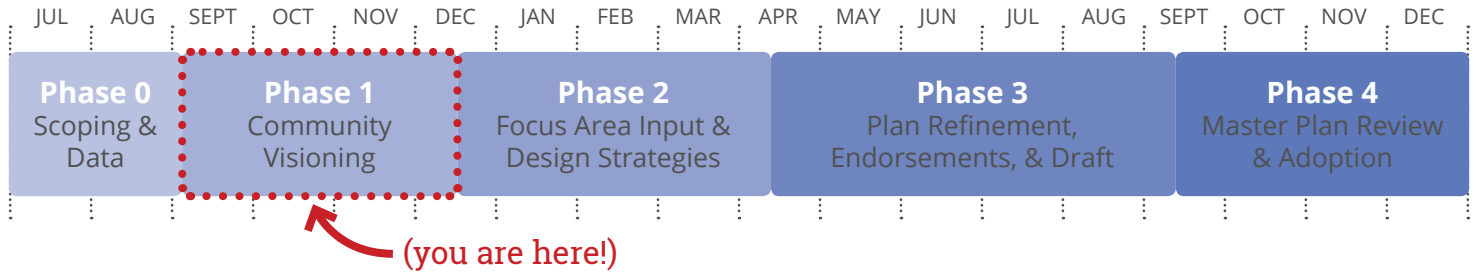 JUL AUG SEPT OCT NOV DEC JAN FEB MAR APR MAY JUN JUL AUG SEPT OCT NOV DEC
Phase 0
Scoping &
Data
Phase 1
Community
Visioning
Phase 2
Focus Area Input &
Design Strategies
Phase 3
Plan Refinement,
Endorsements, & Draft
Phase 4
Master Plan Review
& Adoption
(you are here!)